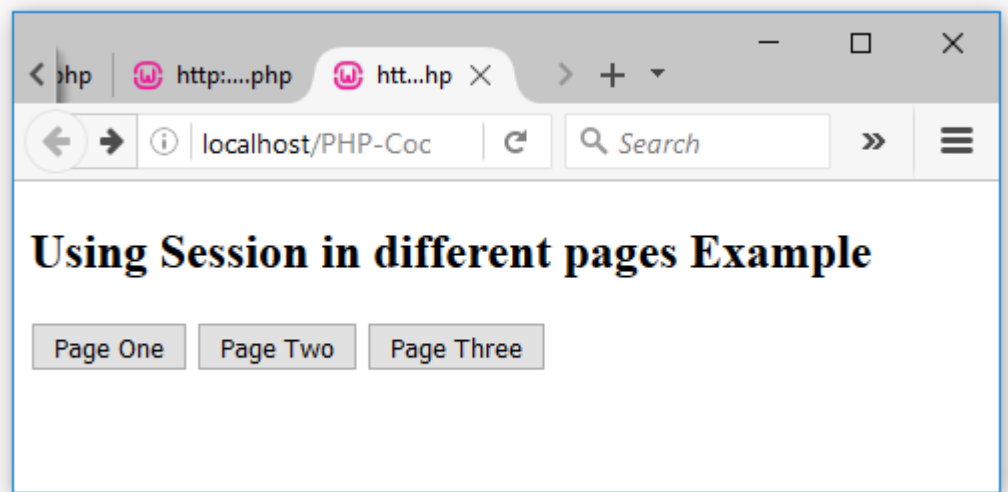 php http:....php htt...hp
localhost/PHP-Coc Search
Using Session in different pages Example
Page One Page Two Page Three